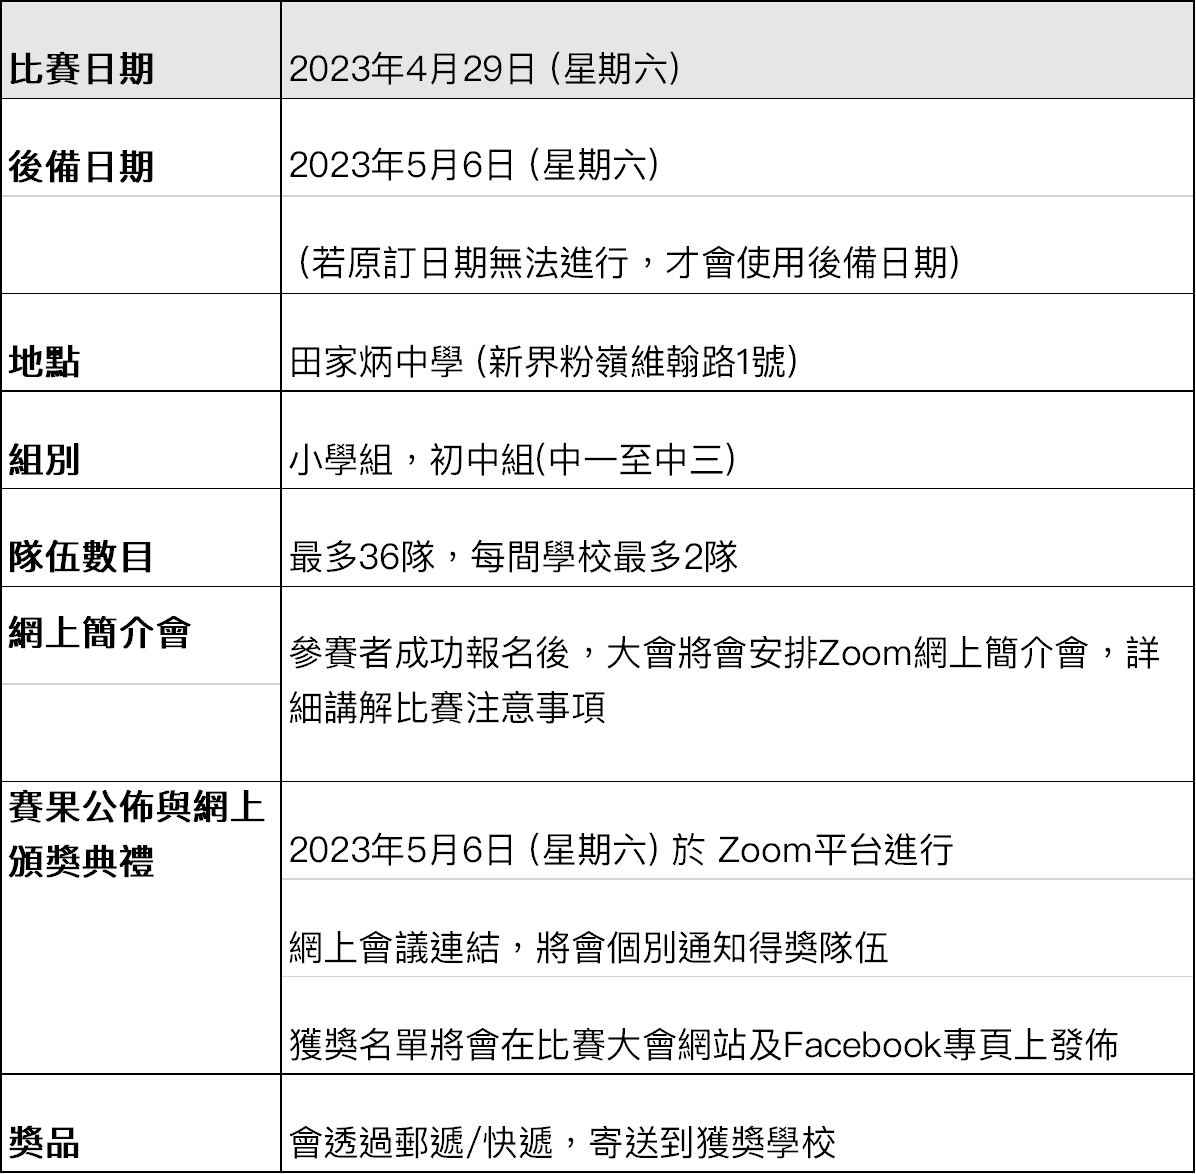 比賽日期 2023年4月29日 (星期六)
後備日期 2023年5月6日 (星期六)
(若原訂日期無法進行，才會使用後備日期)
地點 田家炳中學 (新界粉嶺維翰路1號)
組別 小學組，初中組(中一至中三)
隊伍數目 最多36隊，每間學校最多2隊
網上簡介會
參賽者成功報名後，大會將會安排Zoom網上簡介會，詳
細講解比賽注意事項
賽果公佈與網上
頒獎典禮
2023年5月6日 (星期六) 於 Zoom平台進行
網上會議連結，將會個別通知得獎隊伍
獲獎名單將會在比賽大會網站及Facebook專頁上發佈
獎品 會透過郵遞/快遞，寄送到獲獎學校